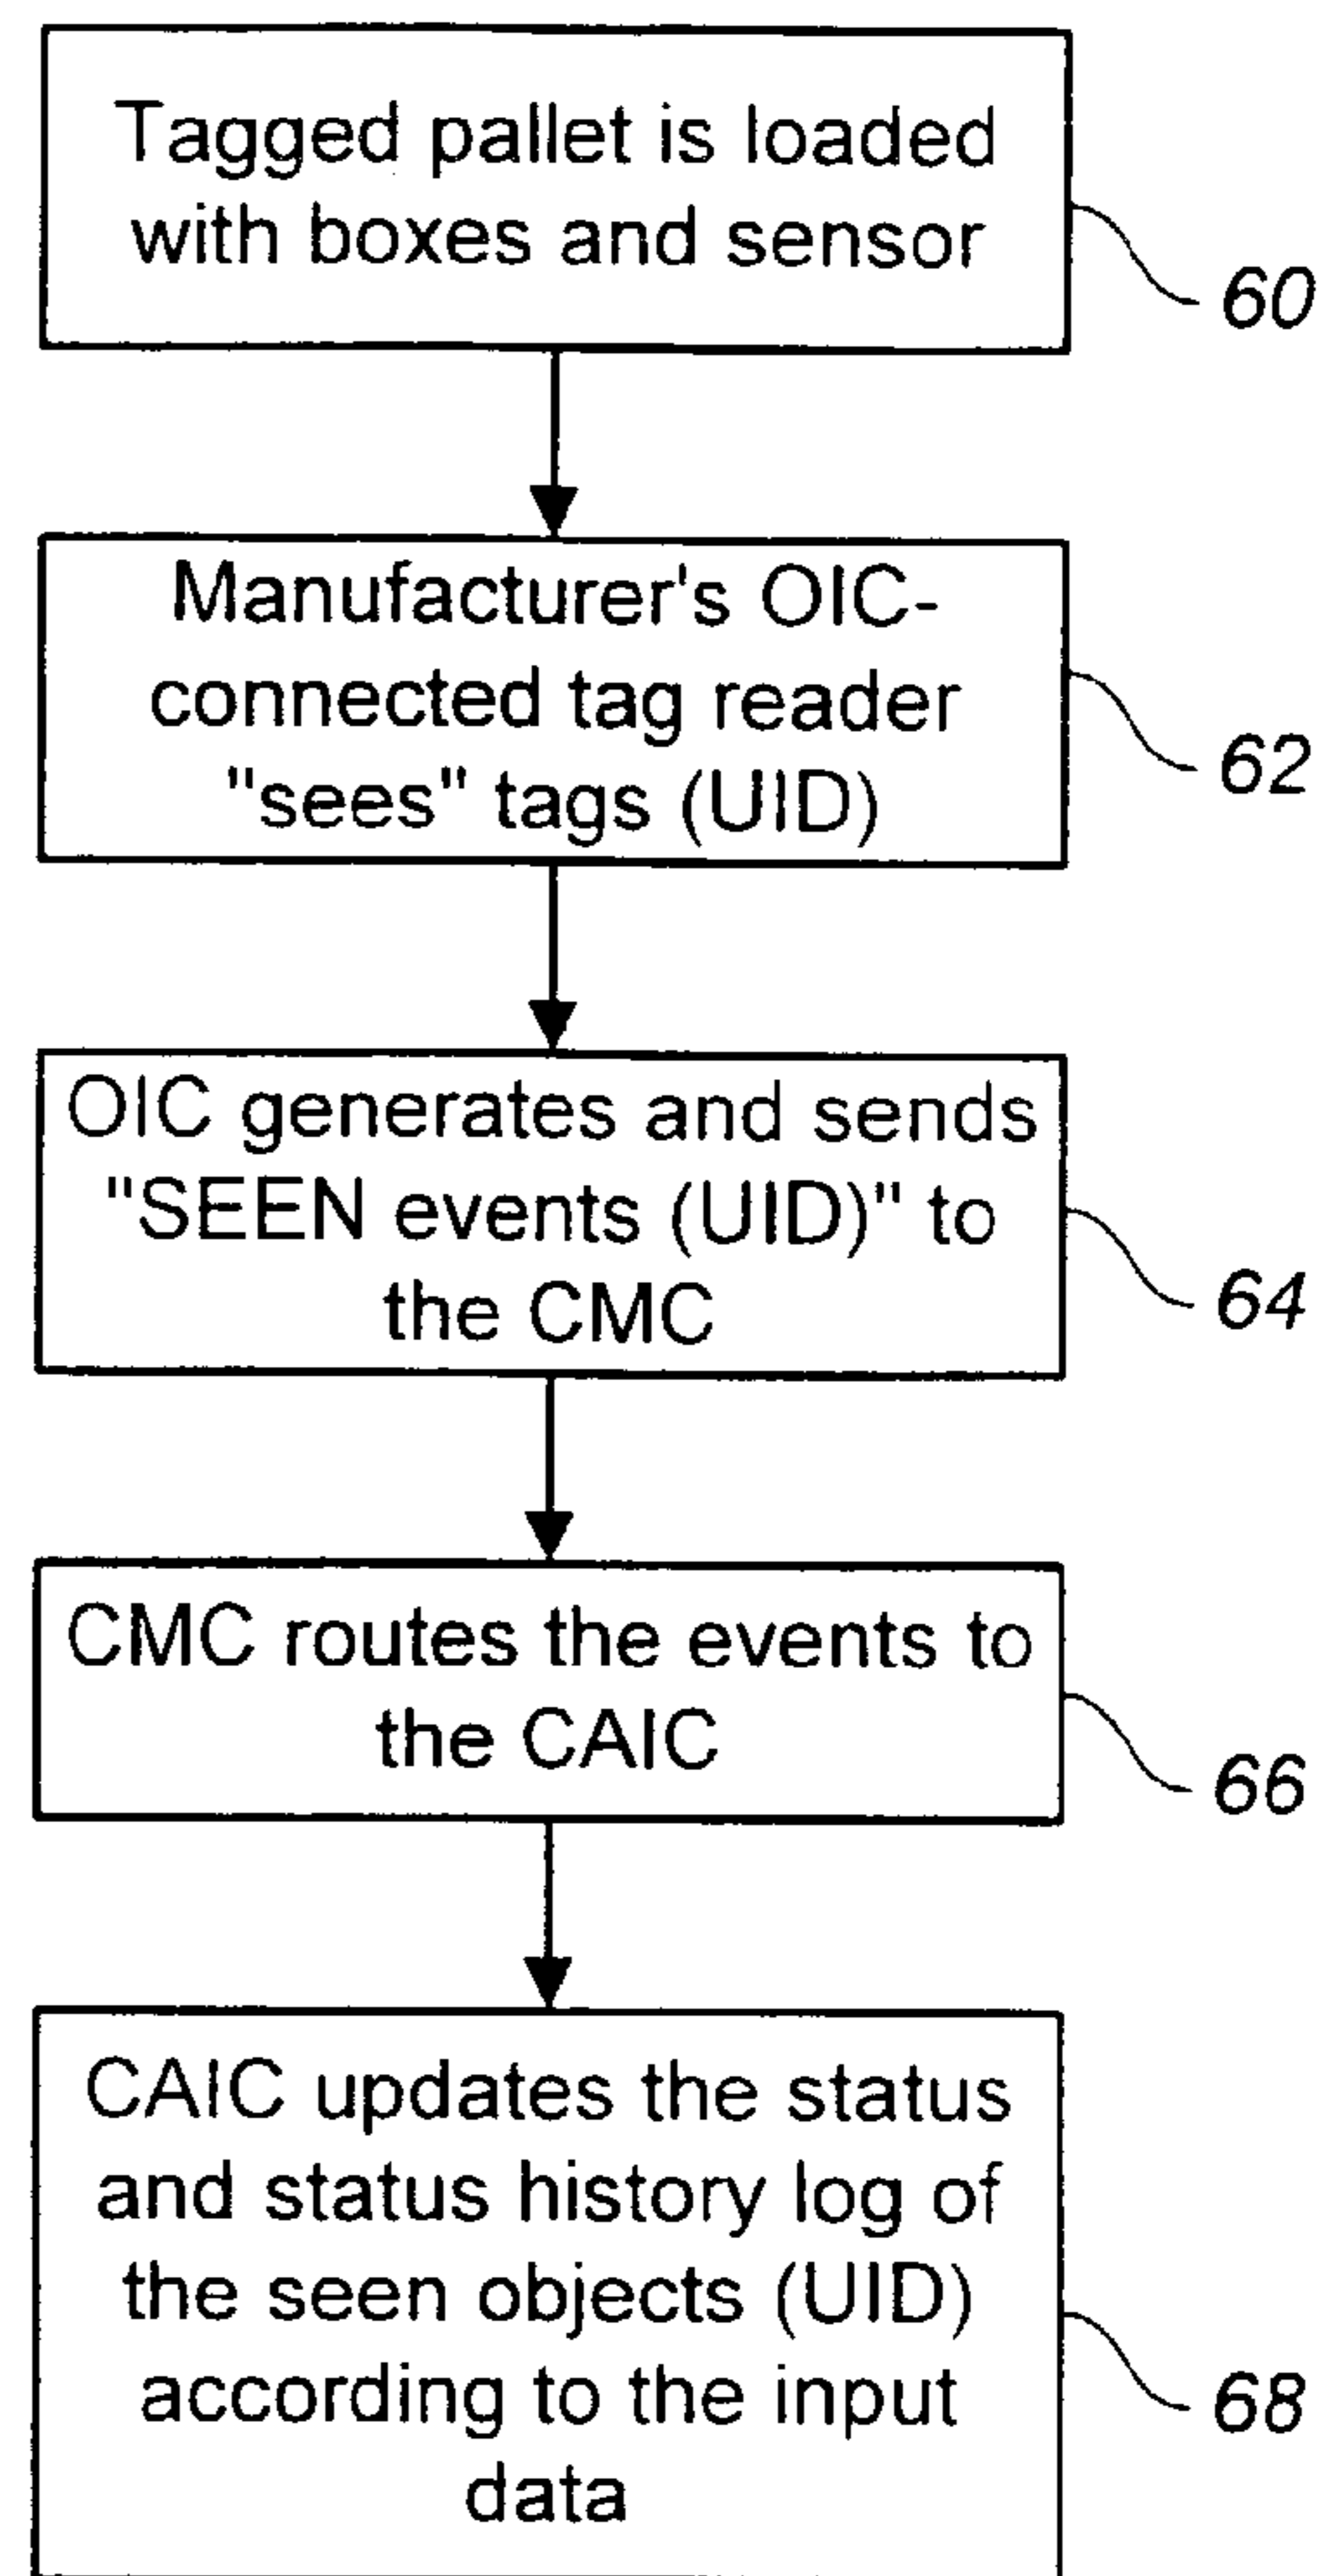 Tagged pallet is loaded
with boxes and sensor
60
Manufacturer's OIC-
connected tag reader
"sees" tags (UID)
62
OIC generates and sends
"SEEN events (UID)" to
the CMC
64
CMC routes the events to
the CAIC
66
CAIC updates the status
and status history log of
the seen objects (UID)
according to the input
data
68